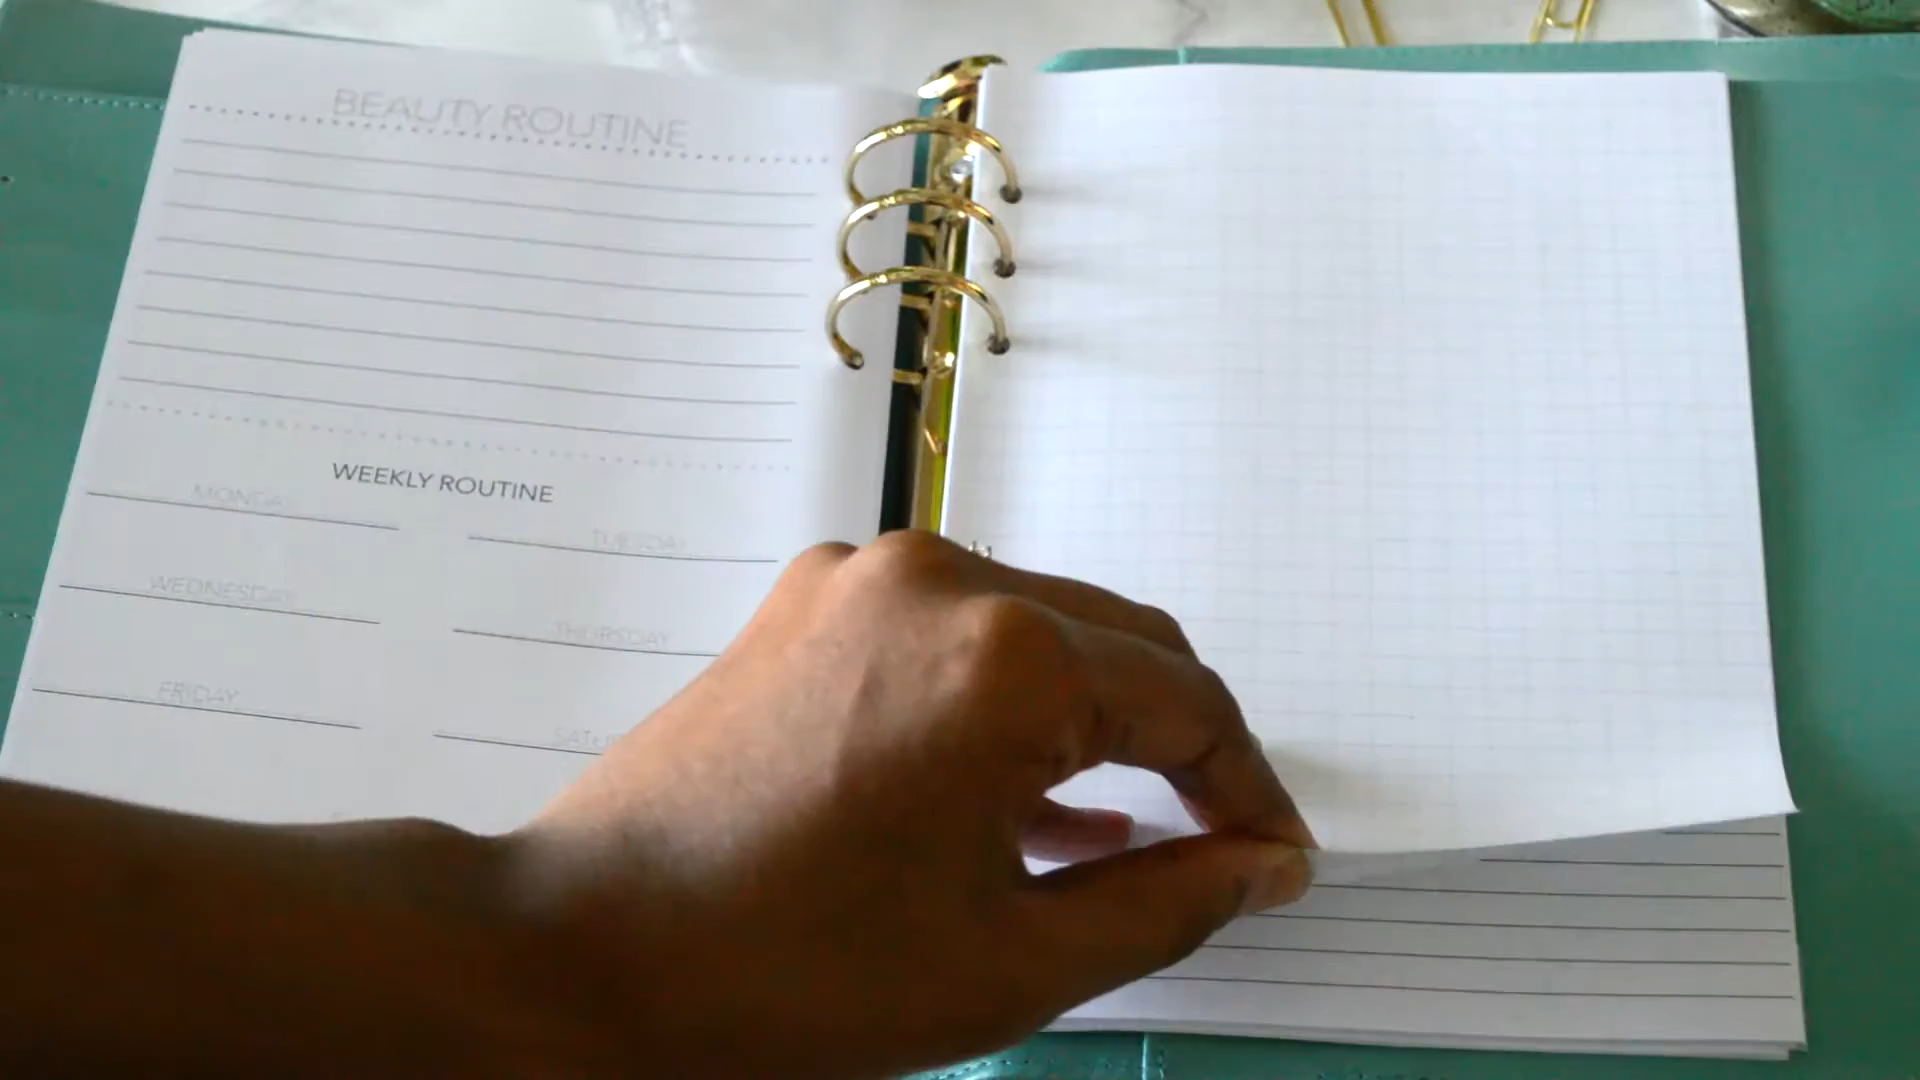 BEAUTY ROUTINE
WEEKLY ROUTINE
MONDAY
TUESDAY
WEDNESDAY
THURSDAY
FRIDAY